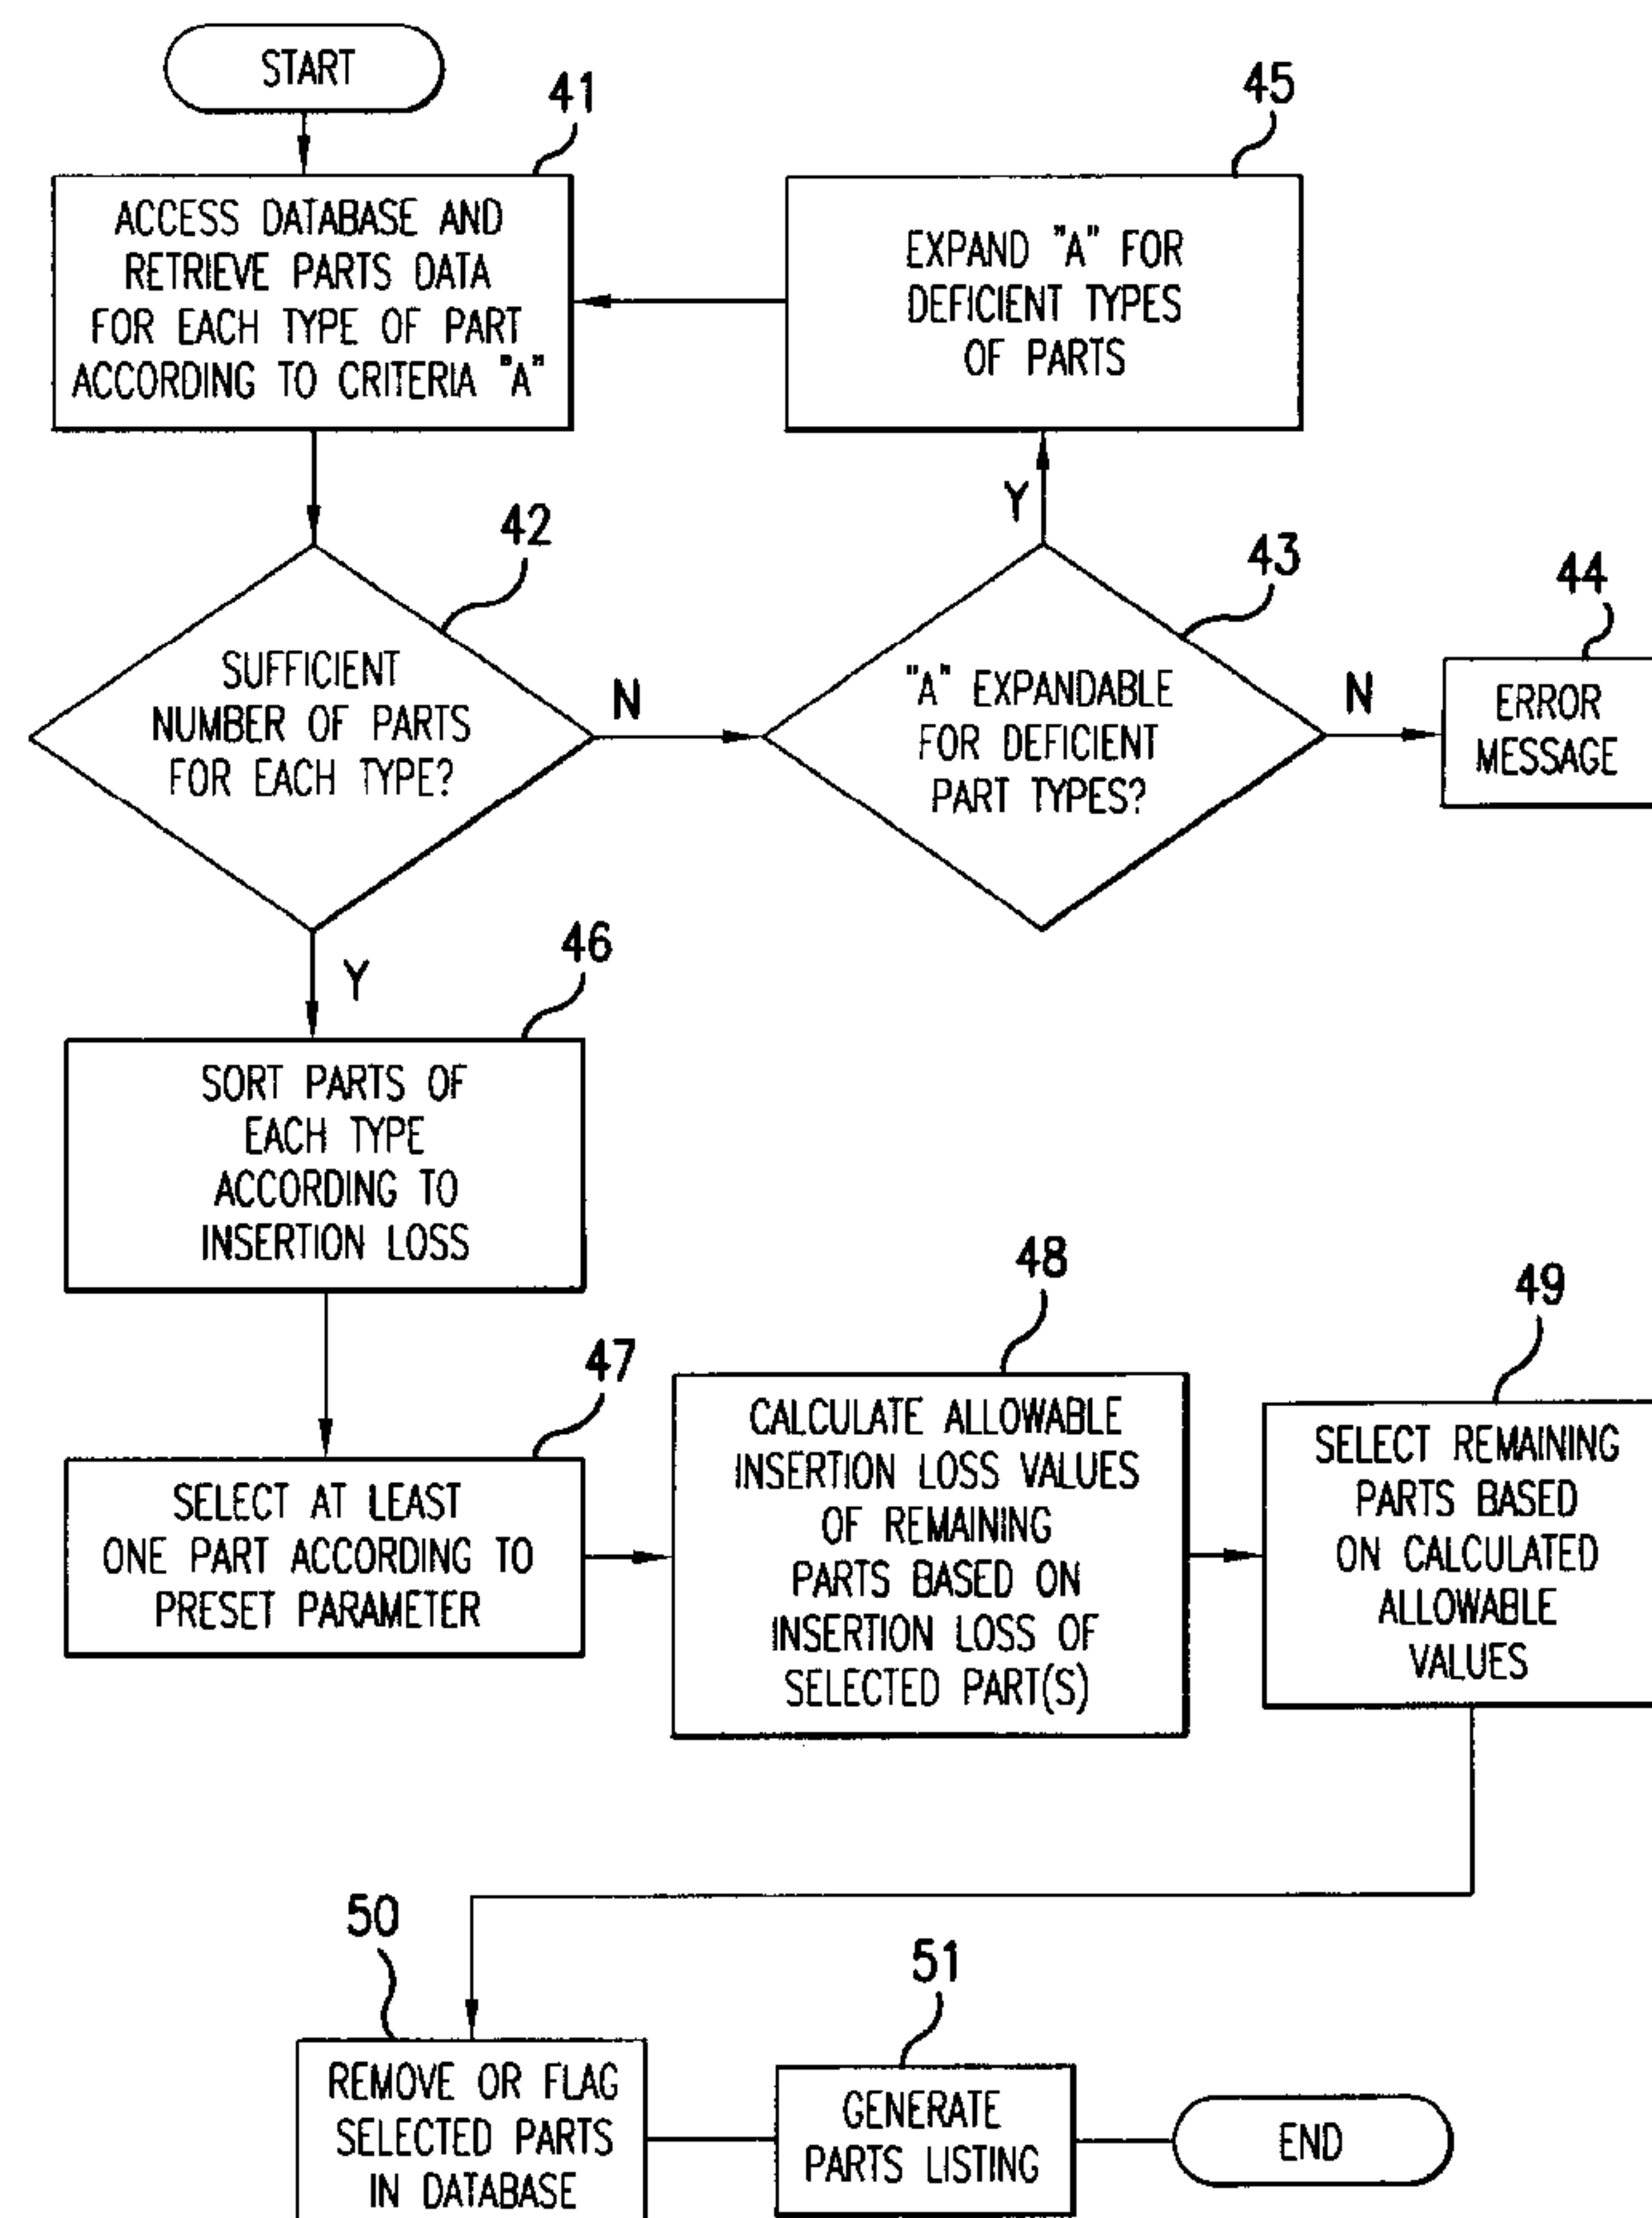 START
41
ACCESS DATABASE AND
RETRIEVE PARTS DATA
FOR EACH TYPE OF PART
ACCORDING TO CRITERIA "A"
45
EXPAND "A" FOR
DEFICIENT TYPES
OF PARTS
42
SUFFICIENT
NUMBER OF PARTS
FOR EACH TYPE?
N
Y
43
"A" EXPANDABLE
FOR DEFICIENT
PART TYPES?
Y
N
44
ERROR
MESSAGE
46
SORT PARTS OF
EACH TYPE
ACCORDING TO
INSERTION LOSS
47
SELECT AT LEAST
ONE PART ACCORDING TO
PRESET PARAMETER
48
CALCULATE ALLOWABLE
INSERTION LOSS VALUES
OF REMAINING
PARTS BASED ON
INSERTION LOSS OF
SELECTED PART(S)
49
SELECT REMAINING
PARTS BASED
ON CALCULATED
ALLOWABLE
VALUES
50
REMOVE OR FLAG
SELECTED PARTS
IN DATABASE
51
GENERATE
PARTS LISTING
END